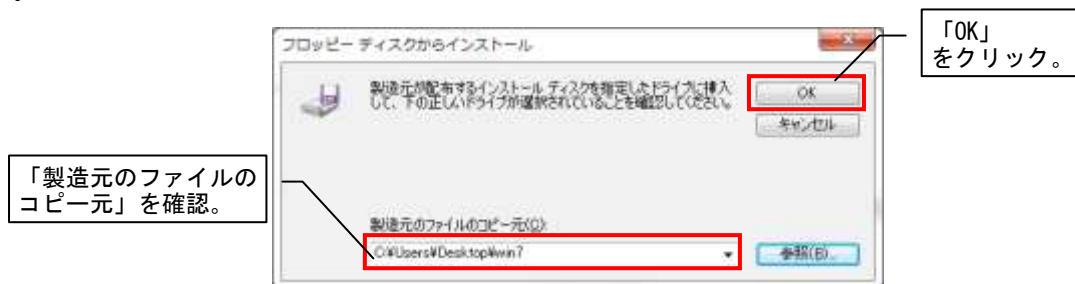 「OK」
をクリック。
フロッピー ディスクからインストール
製造元が配布するインストール ディスクを指定したドライブに挿入
して、下の正しいドライブが選択されていることを確認してください。
OK
キャンセル
「製造元のファイルの
コピー元」を確認。
製造元のファイルのコピー元(C):
C:¥Users¥Desktop¥win7
参照(B)...